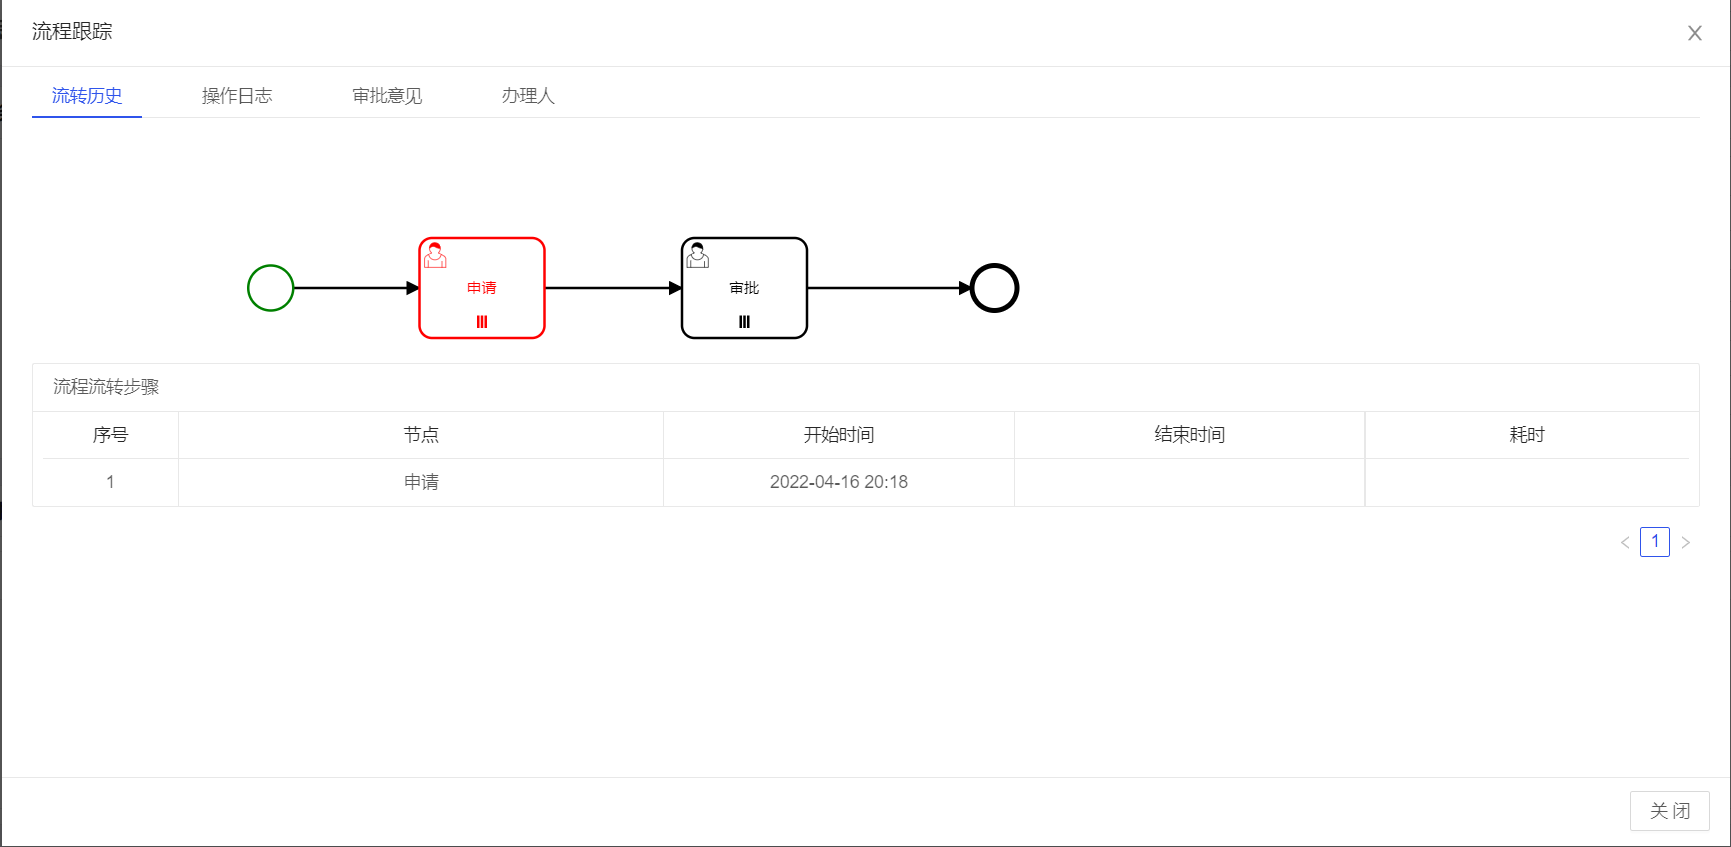 流程跟踪
流转历史 操作日志 审批意见 办理人
申请 审批
流程流转步骤
序号 节点 开始时间 结束时间 耗时
1 申请 2022-04-16 20:18
1
关 闭